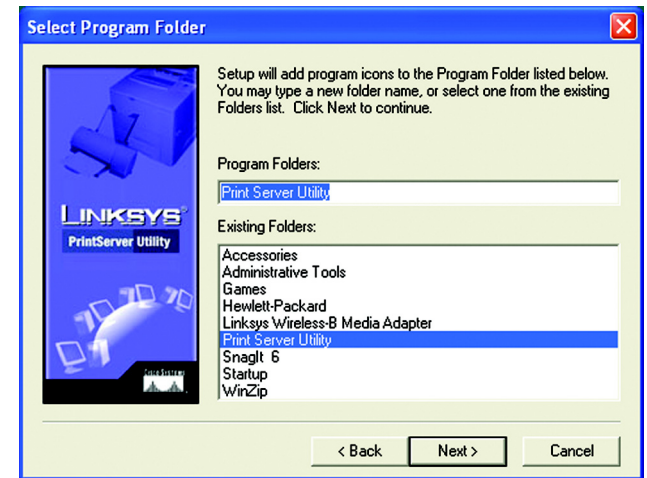 Select Program Folder
Setup will add program icons to the Program Folder listed below.
You may type a new folder name, or select one from the existing
Folders list. Click Next to continue.
Program Folders:
Print Server Utility
LINKSYS®
PrintServer Utility
Existing Folders:
Accessories
Administrative Tools
Games
Hewlett-Packard
Linksys Wireless-B Media Adapter
Print Server Utility
SnagIt 6
Startup
WinZip
Cisco Systems
< Back
Next >
Cancel